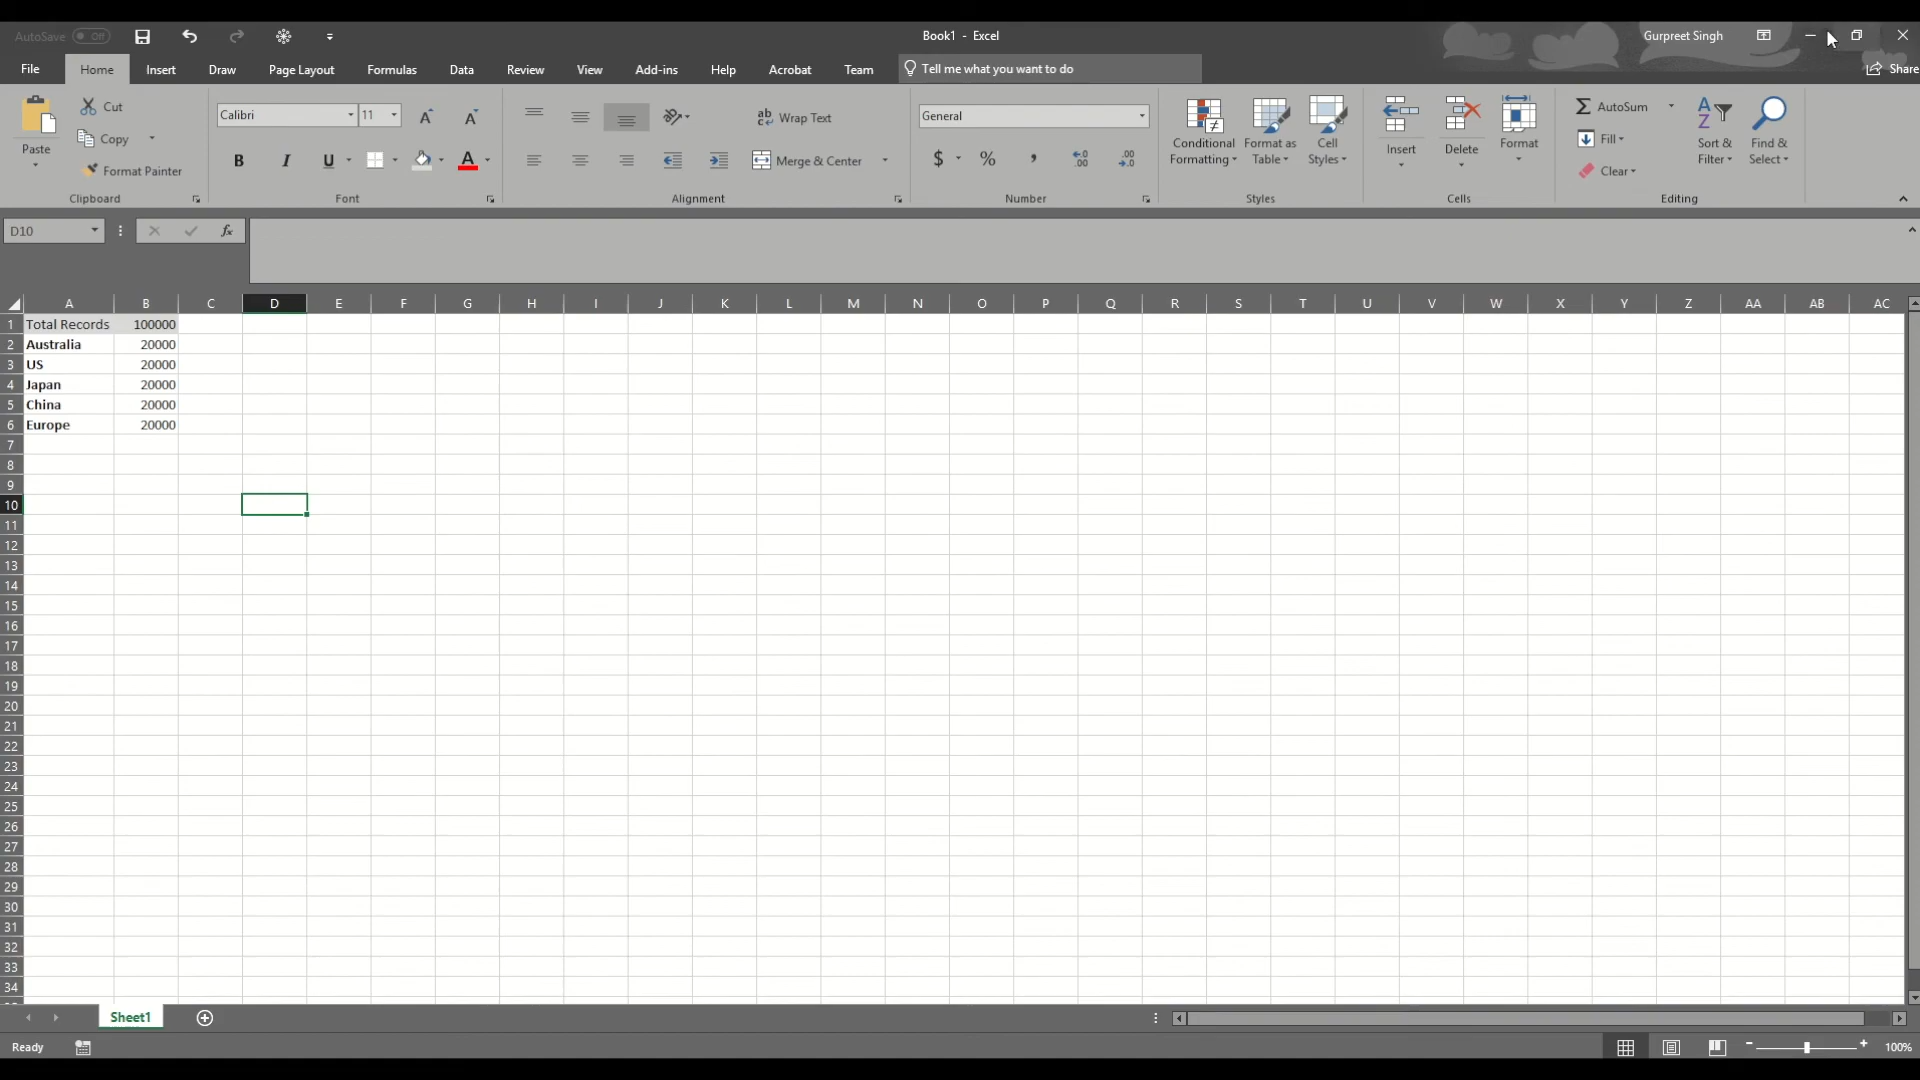 AutoSave Off
Book1 - Excel
Gurpreet Singh
File Home Insert Draw Page Layout Formulas Data Review View Add-ins Help Acrobat Team Tell me what you want to do Share
Paste
Cut
Copy
Format Painter
Clipboard
Calibri 11
B I U A
Font
Wrap Text
Merge & Center
Alignment
General
$ % ,
Number
Conditional Formatting
Format as Table
Cell Styles
Styles
Insert
Delete
Format
Cells
AutoSum
Fill
Clear
Sort & Filter
Find & Select
Editing
D10 fx
A B C D E F G H I J K L M N O P Q R S T U V W X Y Z AA AB AC
1 Total Records 100000
2 Australia 20000
3 US 20000
4 Japan 20000
5 China 20000
6 Europe 20000
7
8
9
10
11
12
13
14
15
16
17
18
19
20
21
22
23
24
25
26
27
28
29
30
31
32
33
34
Sheet1
Ready
100%